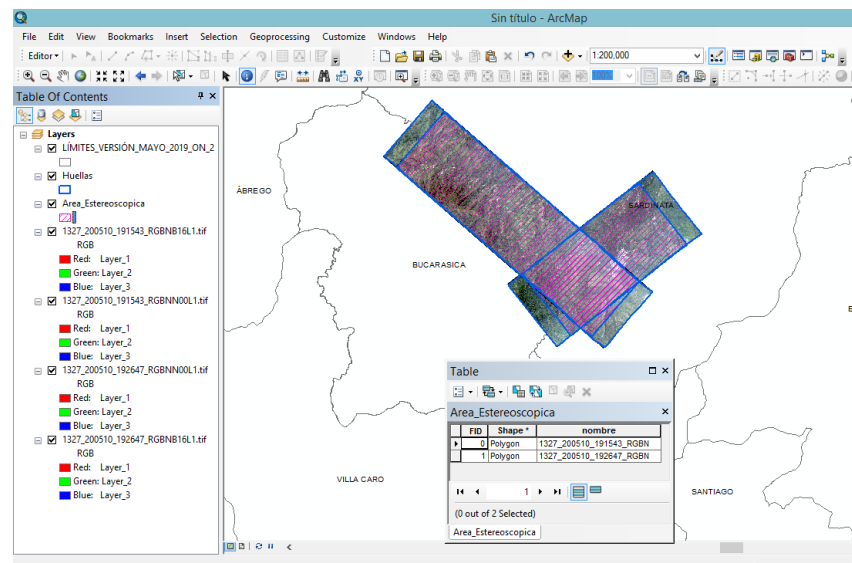 Sin título - ArcMap
File Edit View Bookmarks Insert Selection Geoprocessing Customize Windows Help
Editor 1:200,000
100%
Table Of Contents
Layers
LÍMITES_VERSIÓN_MAYO_2019_ON_2
Huellas
Area_Estereoscopica
1327_200510_191543_RGBNB16L1.tif
RGB
Red: Layer_1
Green: Layer_2
Blue: Layer_3
1327_200510_191543_RGBNN00L1.tif
RGB
Red: Layer_1
Green: Layer_2
Blue: Layer_3
1327_200510_192647_RGBNN00L1.tif
RGB
Red: Layer_1
Green: Layer_2
Blue: Layer_3
1327_200510_192647_RGBNB16L1.tif
RGB
Red: Layer_1
Green: Layer_2
Blue: Layer_3
ÁBREGO
SARDINATA
BUCARASICA
VILLA CARO
SANTIAGO
Table
Area_Estereoscopica
FID Shape * nombre
0 Polygon 1327_200510_191543_RGBN
1 Polygon 1327_200510_192647_RGBN
1
(0 out of 2 Selected)
Area_Estereoscopica